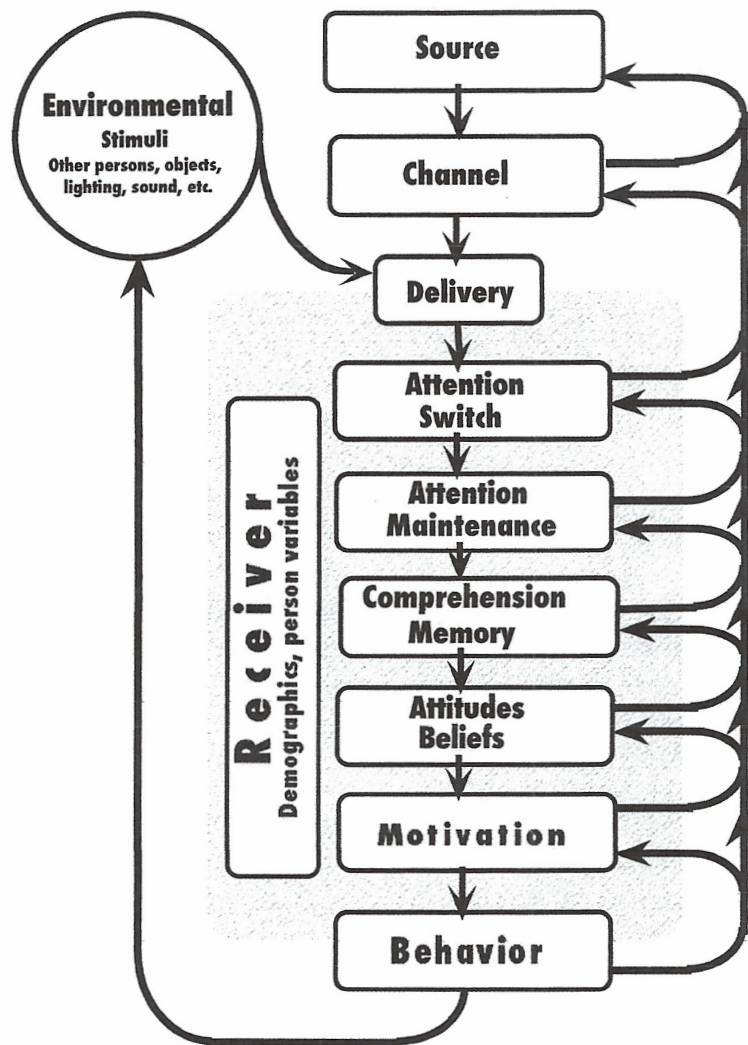 Source
Environmental
Stimuli
Other persons, objects,
lighting, sound, etc.
Channel
Delivery
Attention
Switch
Attention
Maintenance
Receiver
Demographics, person variables
Comprehension
Memory
Attitudes
Beliefs
Motivation
Behavior